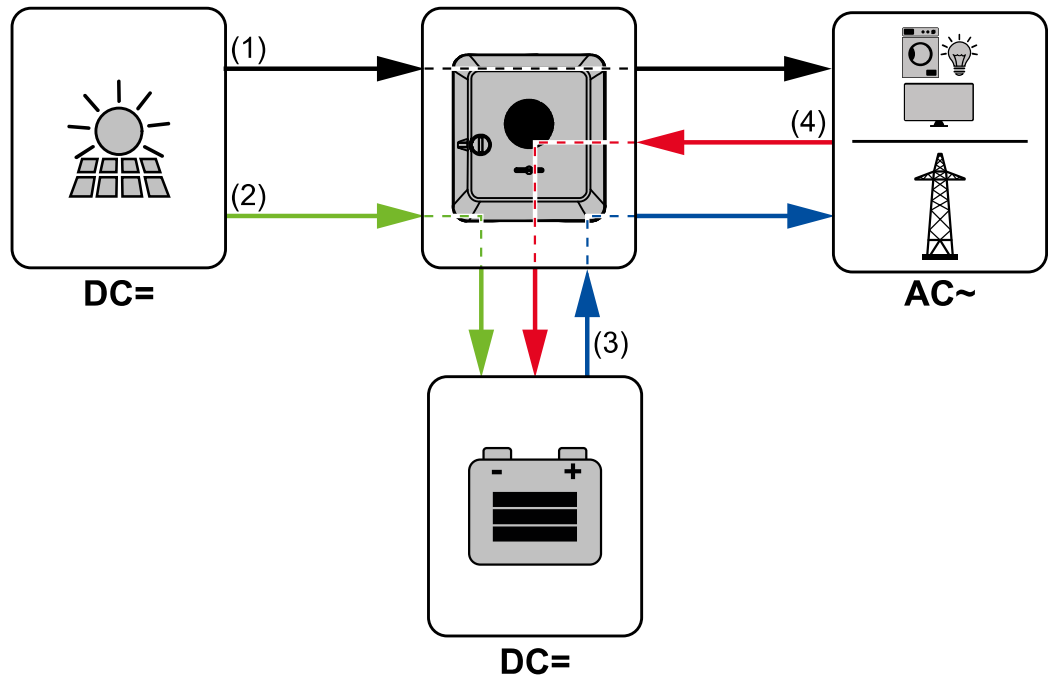 (1)
(4)
(2)
DC=
AC~
(3)
- +
DC=